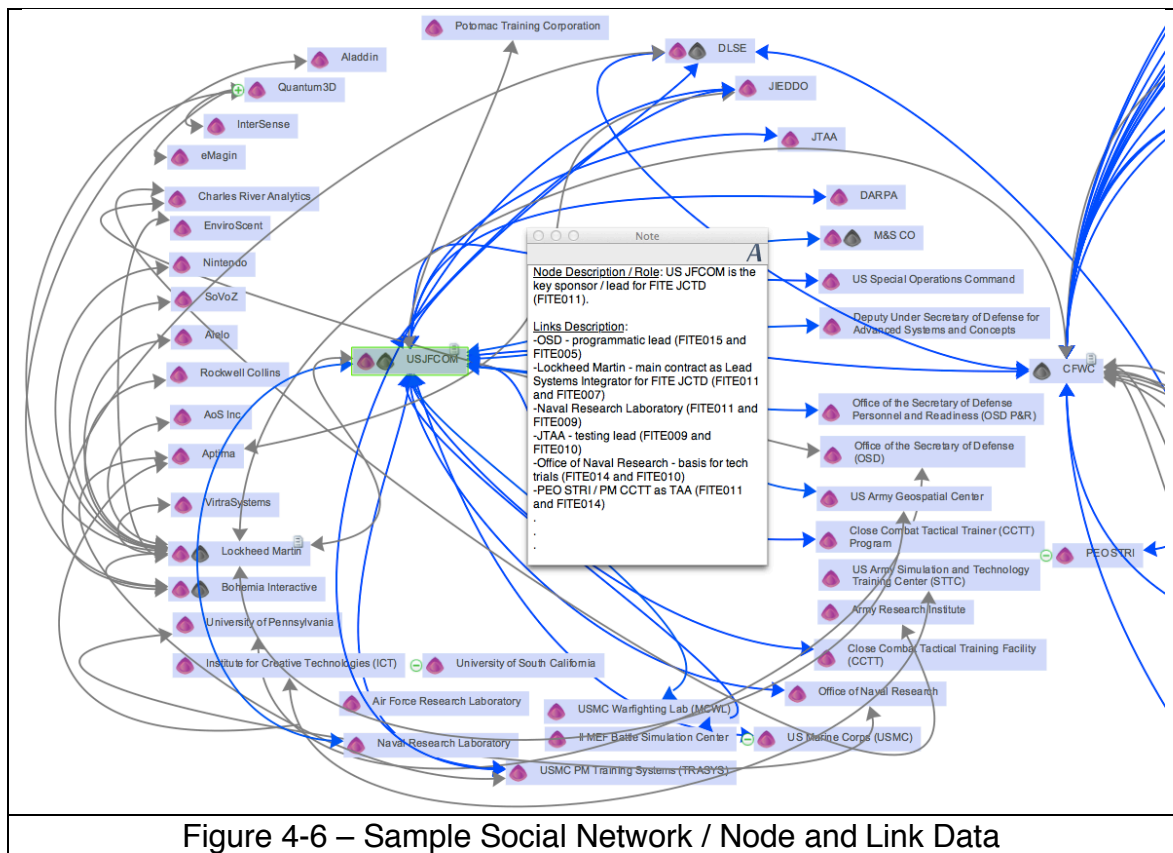 Potomac Training Corporation
Aladdin
Quantum3D
InterSense
eMagin
Charles River Analytics
EnviroScent
Nintendo
SoVoZ
Alelo
Rockwell Collins
AoS Inc
Aptima
VirtraSystems
Lockheed Martin
Bohemia Interactive
University of Pennsylvania
Institute for Creative Technologies (ICT)
University of South California
Air Force Research Laboratory
Naval Research Laboratory
USMC PM Training Systems (TRASYS)
USMC Warfighting Lab (MCWL)
II MEF Battle Simulation Center
US Marine Corps (USMC)
Office of Naval Research
USJFCOM
DLSE
JIEDDO
JTAA
DARPA
M&S CO
US Special Operations Command
Deputy Under Secretary of Defense for
Advanced Systems and Concepts
CFWC
Office of the Secretary of Defense
Personnel and Readiness (OSD P&R)
Office of the Secretary of Defense
(OSD)
US Army Geospatial Center
Close Combat Tactical Trainer (CCTT)
Program
PEO STRI
US Army Simulation and Technology
Training Center (STTC)
Army Research Institute
Close Combat Tactical Training Facility
(CCTT)
Note
A
Node Description / Role: US JFCOM is the
key sponsor / lead for FITE JCTD
(FITE011).
Links Description:
-OSD - programmatic lead (FITE015 and
FITE005)
-Lockheed Martin - main contract as Lead
Systems Integrator for FITE JCTD (FITE011
and FITE007)
-Naval Research Laboratory (FITE011 and
FITE009)
-JTAA - testing lead (FITE009 and
FITE010)
-Office of Naval Research - basis for tech
trials (FITE014 and FITE010)
-PEO STRI / PM CCTT as TAA (FITE011
and FITE014)
.
.
.
Figure 4-6 – Sample Social Network / Node and Link Data